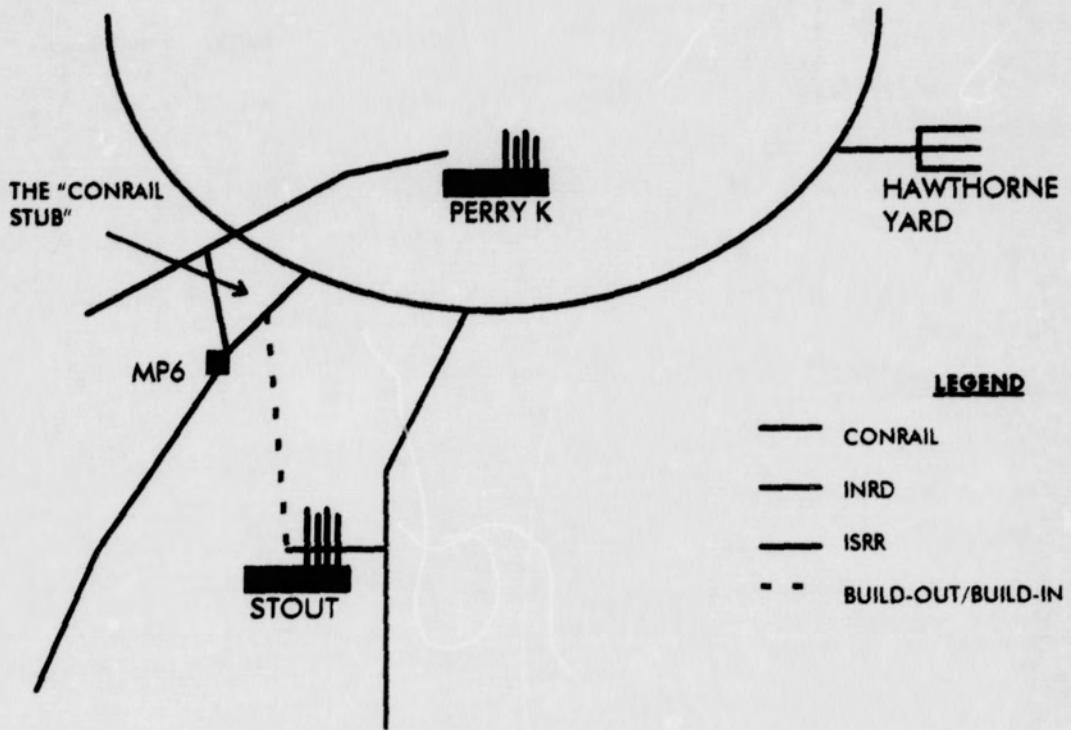 THE "CONRAIL
STUB"
PERRY K
HAWTHORNE
YARD
MP6
STOUT
LEGEND
CONRAIL
INRD
ISRR
BUILD-OUT/BUILD-IN